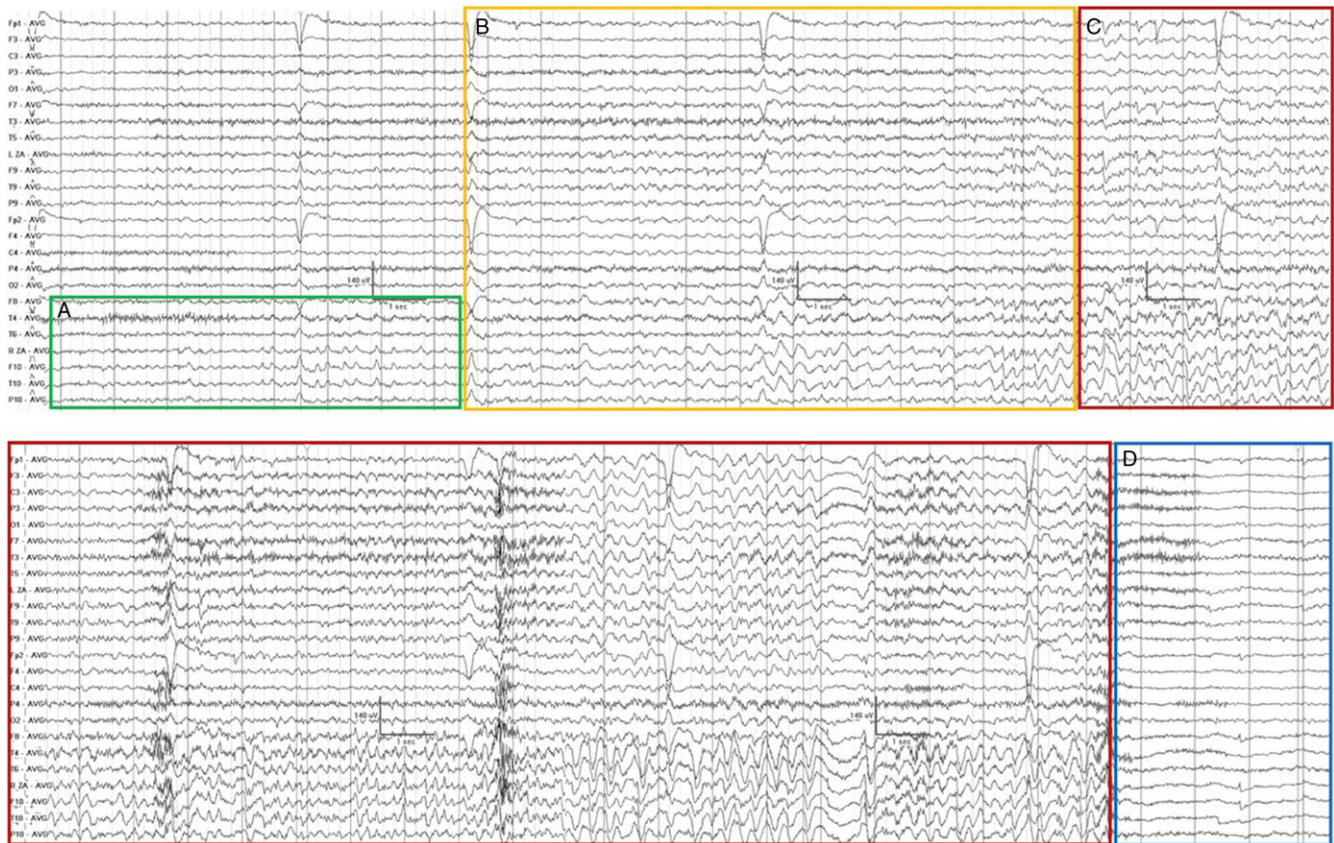 Fp1 - AVG
F3 - AVG
C3 - AVG
P3 - AVG
O1 - AVG
F7 - AVG
T3 - AVG
T5 - AVG
L ZA - AVG
F9 - AVG
T9 - AVG
P9 - AVG
Fp2 - AVG
F4 - AVG
C4 - AVG
P4 - AVG
O2 - AVG
F8 - AVG
T4 - AVG
T6 - AVG
R ZA - AVG
F10 - AVG
T10 - AVG
P10 - AVG
A
140 uV
1 sec
B
140 uV
1 sec
C
140 uV
1 sec
Fp1 - AVG
F3 - AVG
C3 - AVG
P3 - AVG
O1 - AVG
F7 - AVG
T3 - AVG
T5 - AVG
L ZA - AVG
F9 - AVG
T9 - AVG
P9 - AVG
Fp2 - AVG
F4 - AVG
C4 - AVG
P4 - AVG
O2 - AVG
F8 - AVG
T4 - AVG
T6 - AVG
R ZA - AVG
F10 - AVG
T10 - AVG
P10 - AVG
140 uV
1 sec
140 uV
1 sec
D